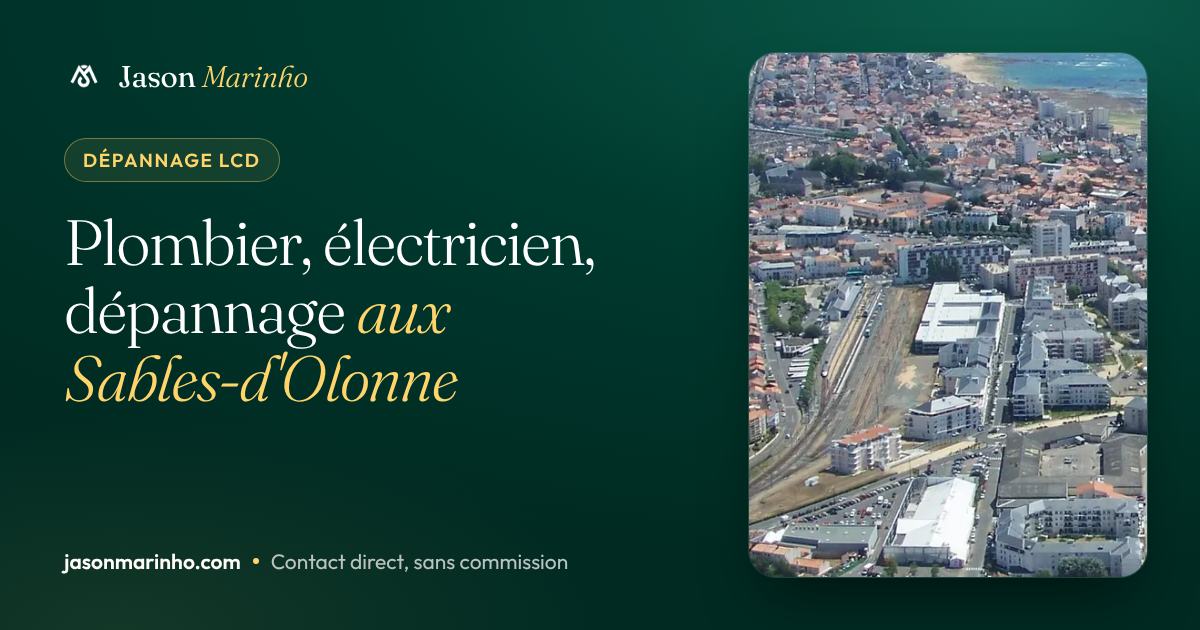 Jason Marinho
DÉPANNAGE LCD
Plombier, électricien,
dépannage aux
Sables-d'Olonne
jasonmarinho.com • Contact direct, sans commission